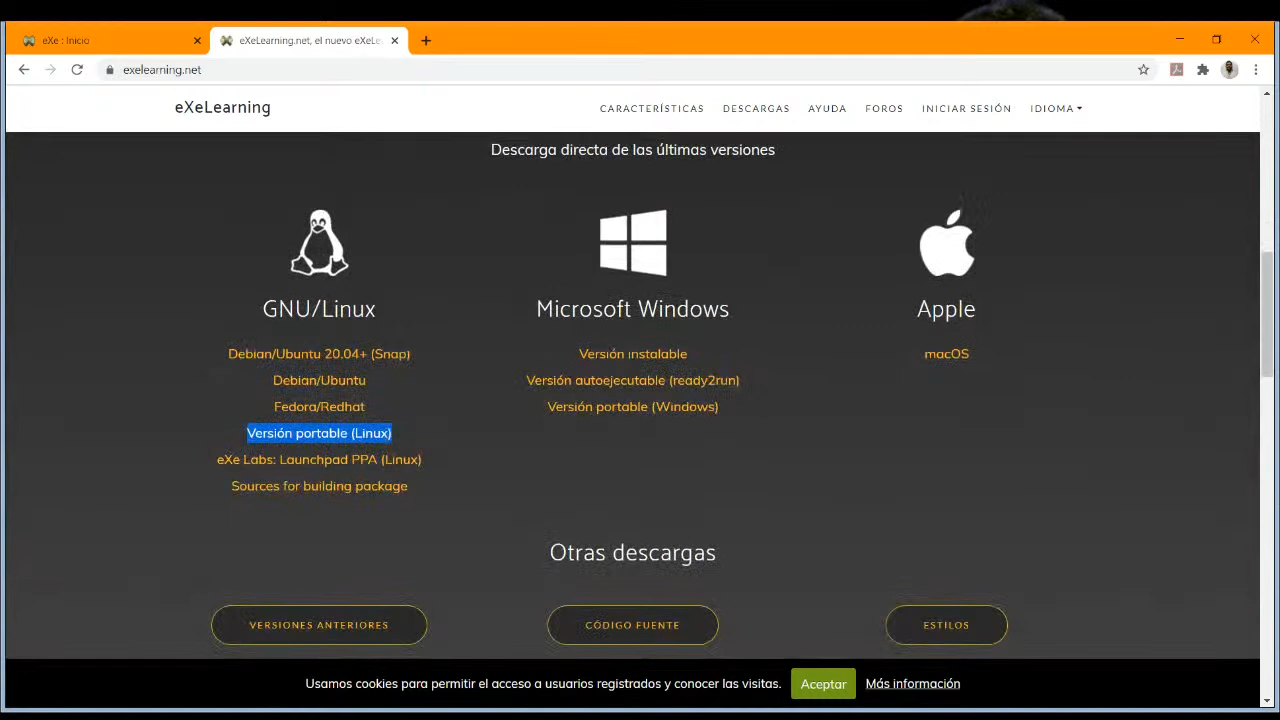 eXe : Inicio
eXeLearning.net, el nuevo eXeLe
exelearning.net
eXeLearning
CARACTERÍSTICAS DESCARGAS AYUDA FOROS INICIAR SESIÓN IDIOMA
Descarga directa de las últimas versiones
GNU/Linux
Debian/Ubuntu 20.04+ (Snap)
Debian/Ubuntu
Fedora/Redhat
Versión portable (Linux)
eXe Labs: Launchpad PPA (Linux)
Sources for building package
Microsoft Windows
Versión instalable
Versión autoejecutable (ready2run)
Versión portable (Windows)
Apple
macOS
Otras descargas
VERSIONES ANTERIORES
CÓDIGO FUENTE
ESTILOS
Usamos cookies para permitir el acceso a usuarios registrados y conocer las visitas. Aceptar Más información